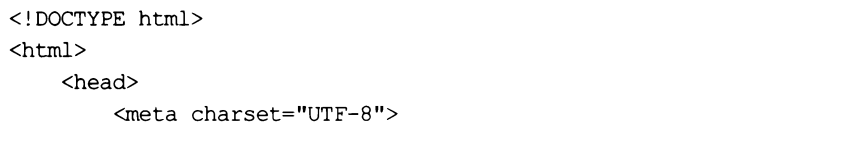 <!DOCTYPE html>
<html>
<head>
<meta charset="UTF-8">